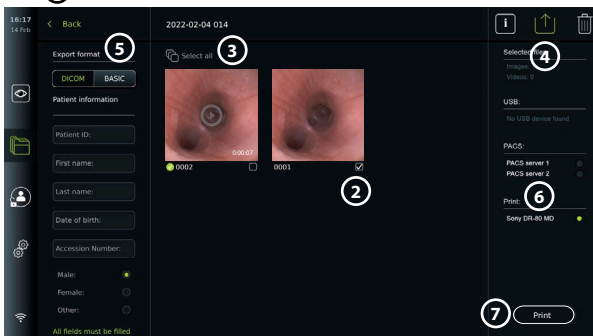 16:17
14 Feb
Back
2022-02-04 014
i
Export format
5
DICOM
BASIC
Patient information
Patient ID:
First name:
Last name:
Date of birth:
Accession Number:
Male:
Female:
Other:
All fields must be filled
Select all
3
0:00:07
0002
0001
2
Selected files
4
Images:
Videos: 0
USB:
No USB device found
PACS:
PACS server 1
PACS server 2
6
Print:
Sony DR-80 MD
7
Print